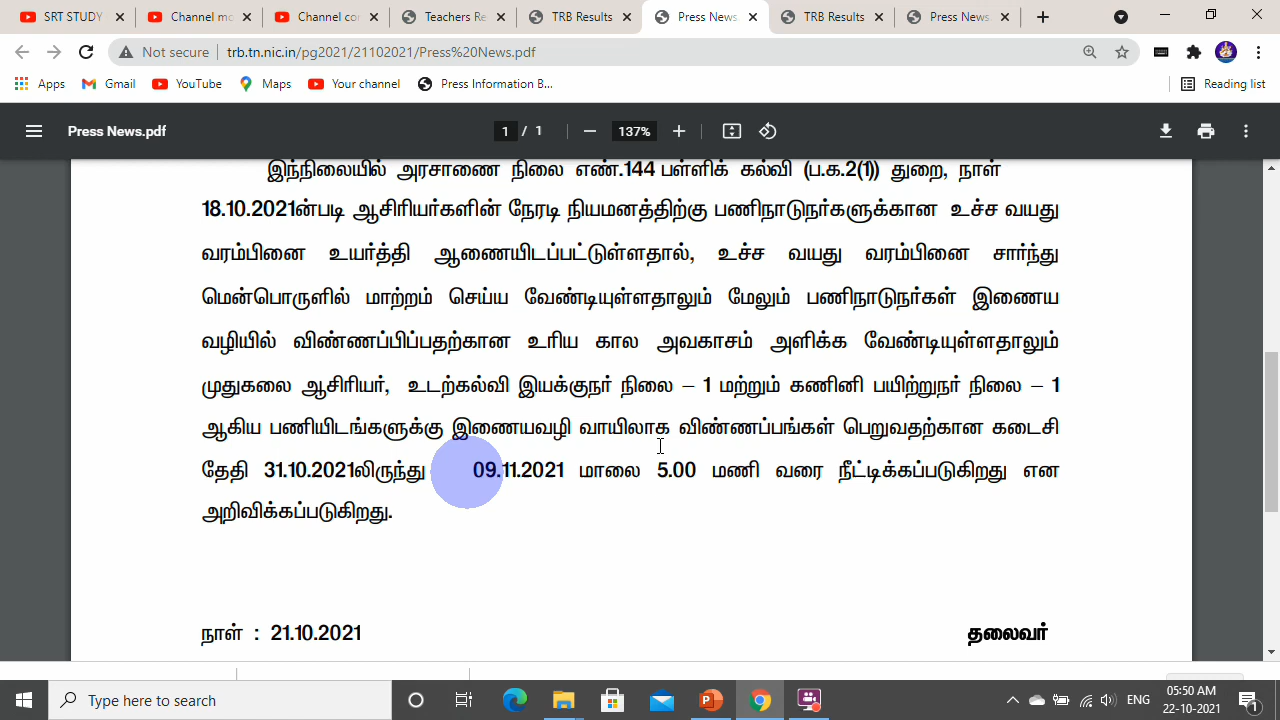 SRT STUDY
Channel mo
Channel co
Teachers Re
TRB Results
Press News
TRB Results
Press News
Not secure
trb.tn.nic.in/pg2021/21102021/Press%20News.pdf
Apps
Gmail
YouTube
Maps
Your channel
Press Information B...
Reading list
Press News.pdf
1 / 1
137%
இந்நிலையில் அரசாணை நிலை எண்.144 பள்ளிக் கல்வி (ப.க.2(1)) துறை, நாள்
18.10.2021ன்படி ஆசிரியர்களின் நேரடி நியமனத்திற்கு பணிநாடுநர்களுக்கான உச்ச வயது
வரம்பினை உயர்த்தி ஆணையிடப்பட்டுள்ளதால், உச்ச வயது வரம்பினை சார்ந்து
மென்பொருளில் மாற்றம் செய்ய வேண்டியுள்ளதாலும் மேலும் பணிநாடுநர்கள் இணைய
வழியில் விண்ணப்பிப்பதற்கான உரிய கால அவகாசம் அளிக்க வேண்டியுள்ளதாலும்
முதுகலை ஆசிரியர், உடற்கல்வி இயக்குநர் நிலை – 1 மற்றும் கணினி பயிற்றுநர் நிலை – 1
ஆகிய பணியிடங்களுக்கு இணையவழி வாயிலாக விண்ணப்பங்கள் பெறுவதற்கான கடைசி
தேதி 31.10.2021லிருந்து 09.11.2021 மாலை 5.00 மணி வரை நீட்டிக்கப்படுகிறது என
அறிவிக்கப்படுகிறது.
நாள் : 21.10.2021
தலைவர்
Type here to search
ENG
05:50 AM
22-10-2021
1